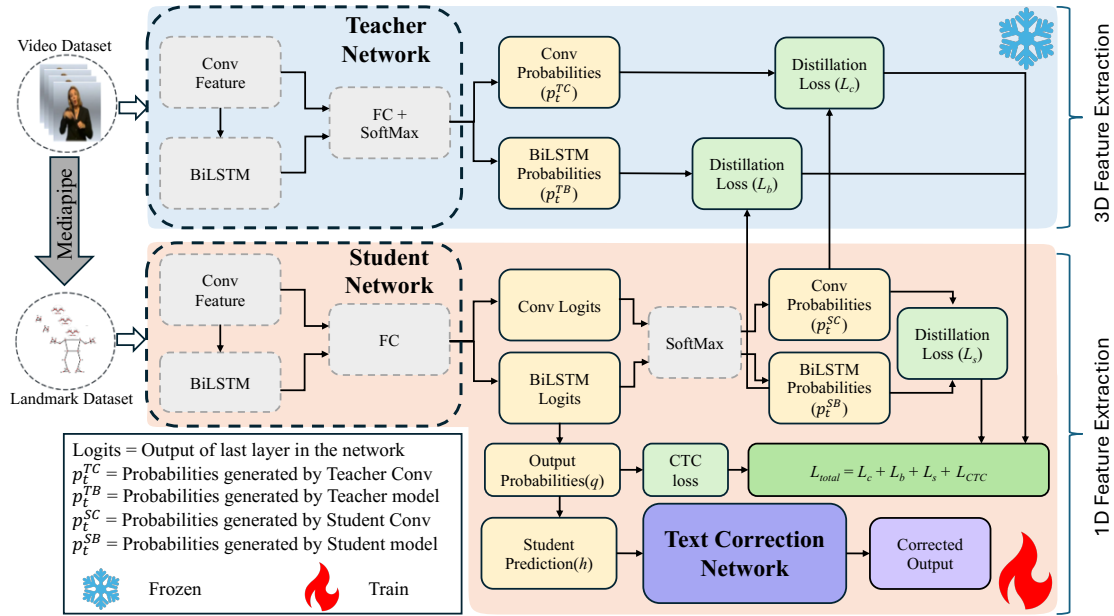 Video Dataset
Mediapipe
Landmark Dataset
Teacher
Network
Conv
Feature
BiLSTM
FC +
SoftMax
Conv
Probabilities
(p_t^{TC})
BiLSTM
Probabilities
(p_t^{TB})
Distillation
Loss (L_c)
Distillation
Loss (L_b)
3D Feature Extraction
Student
Network
Conv
Feature
BiLSTM
FC
Conv Logits
BiLSTM
Logits
SoftMax
Conv
Probabilities
(p_t^{SC})
BiLSTM
Probabilities
(p_t^{SB})
Distillation
Loss (L_s)
Output
Probabilities(q)
CTC
loss
L_{total} = L_c + L_b + L_s + L_{CTC}
Student
Prediction(h)
Text Correction
Network
Corrected
Output
1D Feature Extraction
Logits = Output of last layer in the network
p_t^{TC} = Probabilities generated by Teacher Conv
p_t^{TB} = Probabilities generated by Teacher model
p_t^{SC} = Probabilities generated by Student Conv
p_t^{SB} = Probabilities generated by Student model
Frozen
Train